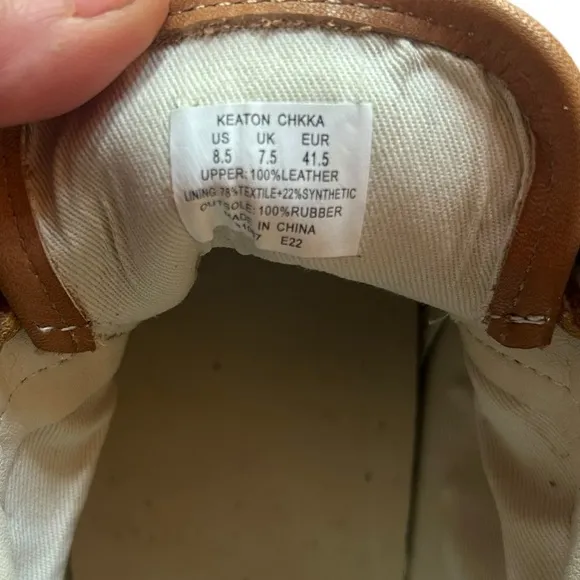 KEATON CHKKA
US UK EUR
8.5 7.5 41.5
UPPER:100%LEATHER
LINING:78%TEXTILE+22%SYNTHETIC
OUTSOLE:100%RUBBER
MADE IN CHINA
E22